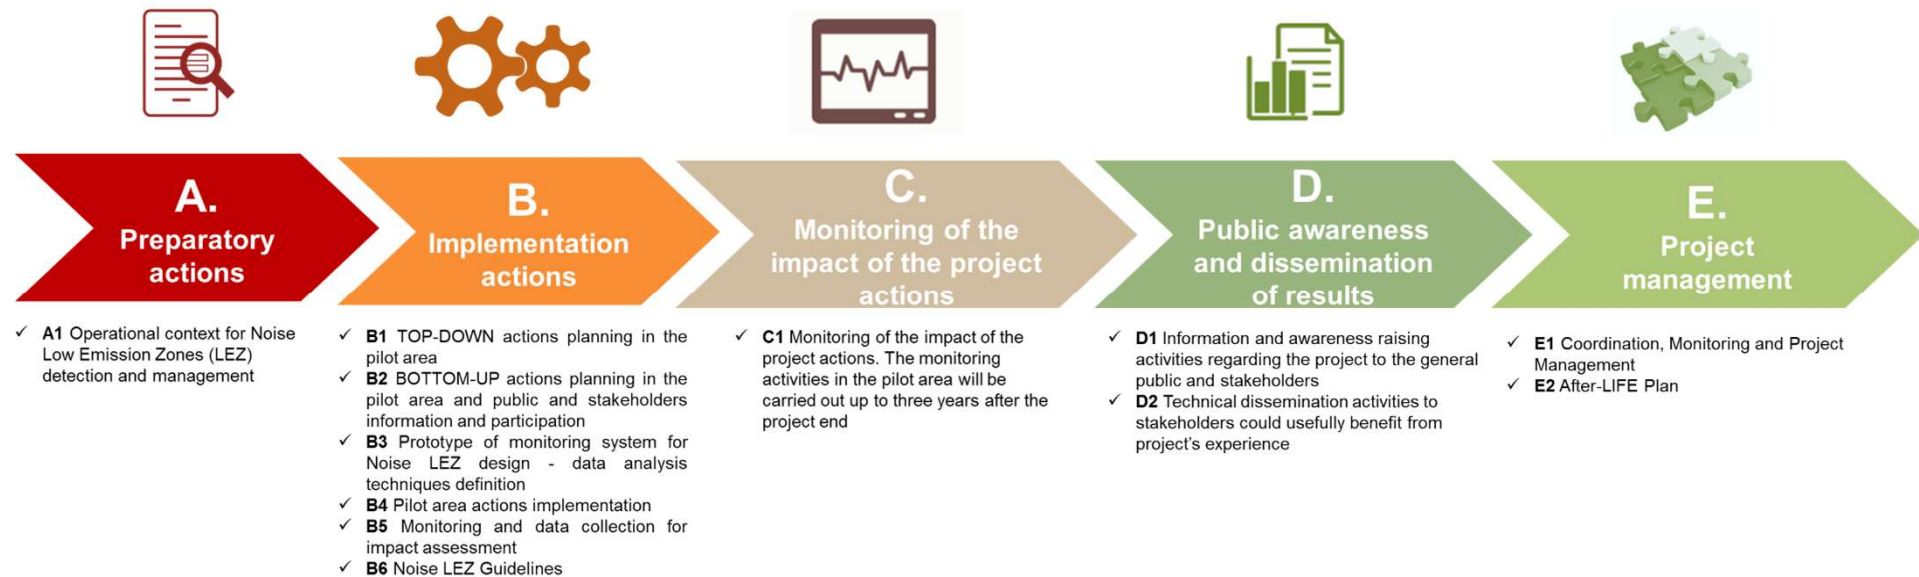 A.
Preparatory
actions
✓ A1 Operational context for Noise
Low Emission Zones (LEZ)
detection and management
B.
Implementation
actions
✓ B1 TOP-DOWN actions planning in the
pilot area
✓ B2 BOTTOM-UP actions planning in the
pilot area and public and stakeholders
information and participation
✓ B3 Prototype of monitoring system for
Noise LEZ design - data analysis
techniques definition
✓ B4 Pilot area actions implementation
✓ B5 Monitoring and data collection for
impact assessment
✓ B6 Noise LEZ Guidelines
C.
Monitoring of the
impact of the project
actions
✓ C1 Monitoring of the impact of the
project actions. The monitoring
activities in the pilot area will be
carried out up to three years after the
project end
D.
Public awareness
and dissemination
of results
✓ D1 Information and awareness raising
activities regarding the project to the general
public and stakeholders
✓ D2 Technical dissemination activities to
stakeholders could usefully benefit from
project's experience
E.
Project
management
✓ E1 Coordination, Monitoring and Project
Management
✓ E2 After-LIFE Plan